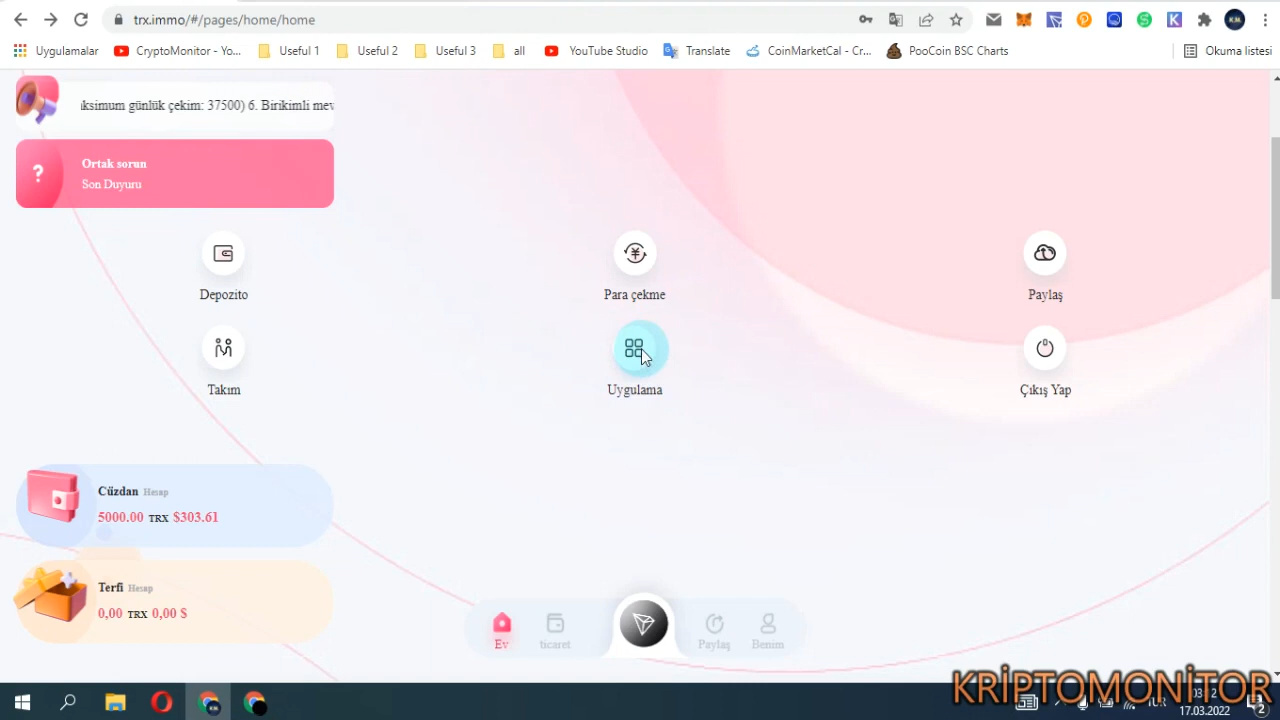 trx.immo/#/pages/home/home
Uygulamalar CryptoMonitor - Yo... Useful 1 Useful 2 Useful 3 all YouTube Studio Translate CoinMarketCal - Cr... PooCoin BSC Charts Okuma listesi
aksimum günlük çekim: 37500) 6. Birikimli mev
Ortak sorun
Son Duyuru
Depozito Para çekme Paylaş
Takım Uygulama Çıkış Yap
Cüzdan Hesap
5000.00 TRX $303.61
Terfi Hesap
0,00 TRX 0,00 $
Ev ticaret Paylaş Benim
KRİPTOMONİTOR
TUR
17.03.2022
2